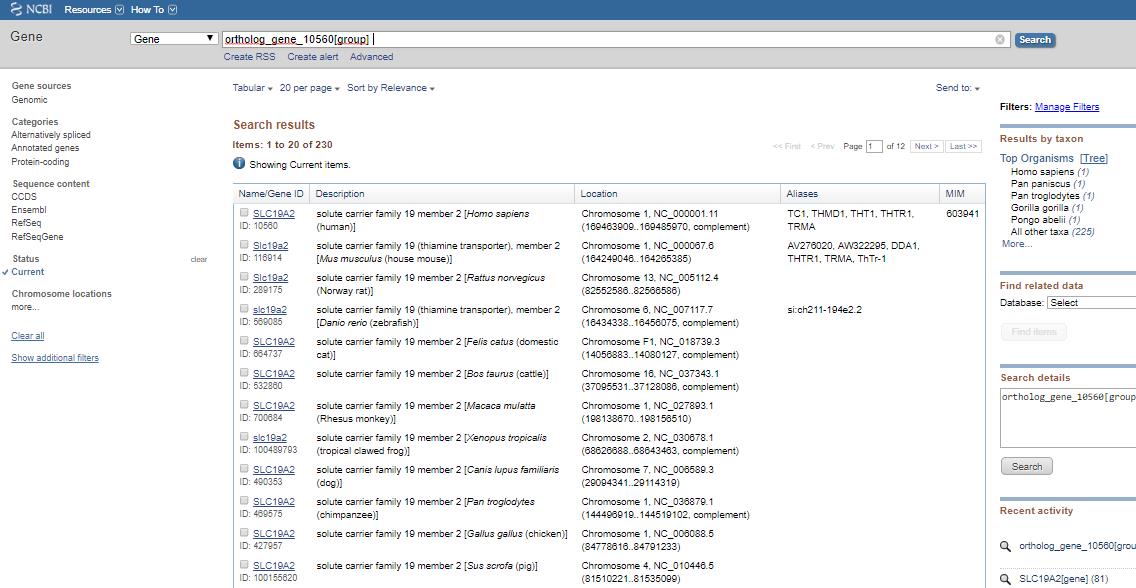 NCBI Resources How To
Gene
Gene
ortholog_gene_10560[group]
Search
Create RSS Create alert Advanced
Gene sources
Genomic
Categories
Alternatively spliced
Annotated genes
Protein-coding
Sequence content
CCDS
Ensembl
RefSeq
RefSeqGene
Status clear
Current
Chromosome locations
more...
Clear all
Show additional filters
Tabular 20 per page Sort by Relevance Send to:
Search results
Items: 1 to 20 of 230
<< First < Prev Page 1 of 12 Next > Last >>
Showing Current items.
Name/Gene ID Description Location Aliases MIM
SLC19A2 solute carrier family 19 member 2 [Homo sapiens Chromosome 1, NC_000001.11 TC1, THMD1, THT1, THTR1, 603941
ID: 10560 (human)] (169463909..169485970, complement) TRMA
Slc19a2 solute carrier family 19 (thiamine transporter), member 2 Chromosome 1, NC_000067.6 AV276020, AW322295, DDA1,
ID: 116914 [Mus musculus (house mouse)] (164249046..164265385) THTR1, TRMA, ThTr-1
Slc19a2 solute carrier family 19 member 2 [Rattus norvegicus Chromosome 13, NC_005112.4
ID: 289175 (Norway rat)] (82552586..82566586)
slc19a2 solute carrier family 19 (thiamine transporter), member 2 Chromosome 6, NC_007117.7 si:ch211-194e2.2
ID: 569085 [Danio rerio (zebrafish)] (16434338..16456075, complement)
SLC19A2 solute carrier family 19 member 2 [Felis catus (domestic Chromosome F1, NC_018739.3
ID: 664737 cat)] (14056883..14080127, complement)
SLC19A2 solute carrier family 19 member 2 [Bos taurus (cattle)] Chromosome 16, NC_037343.1
ID: 532860 (37095531..37128086, complement)
SLC19A2 solute carrier family 19 member 2 [Macaca mulatta Chromosome 1, NC_027893.1
ID: 700684 (Rhesus monkey)] (198138670..198156510)
slc19a2 solute carrier family 19 member 2 [Xenopus tropicalis Chromosome 2, NC_030678.1
ID: 100489793 (tropical clawed frog)] (68626688..68643463, complement)
SLC19A2 solute carrier family 19 member 2 [Canis lupus familiaris Chromosome 7, NC_006589.3
ID: 490353 (dog)] (29094341..29114319)
SLC19A2 solute carrier family 19 member 2 [Pan troglodytes Chromosome 1, NC_036879.1
ID: 469575 (chimpanzee)] (144496919..144519102, complement)
SLC19A2 solute carrier family 19 member 2 [Gallus gallus (chicken)] Chromosome 1, NC_006088.5
ID: 427957 (84778616..84791233)
SLC19A2 solute carrier family 19 member 2 [Sus scrofa (pig)] Chromosome 4, NC_010446.5
ID: 100155620 (81510221..81535099)
Filters: Manage Filters
Results by taxon
Top Organisms [Tree]
Homo sapiens (1)
Pan paniscus (1)
Pan troglodytes (1)
Gorilla gorilla (1)
Pongo abelii (1)
All other taxa (225)
More...
Find related data
Database: Select
Find items
Search details
ortholog_gene_10560[group
Search
Recent activity
ortholog_gene_10560[grou
SLC19A2[gene] (81)